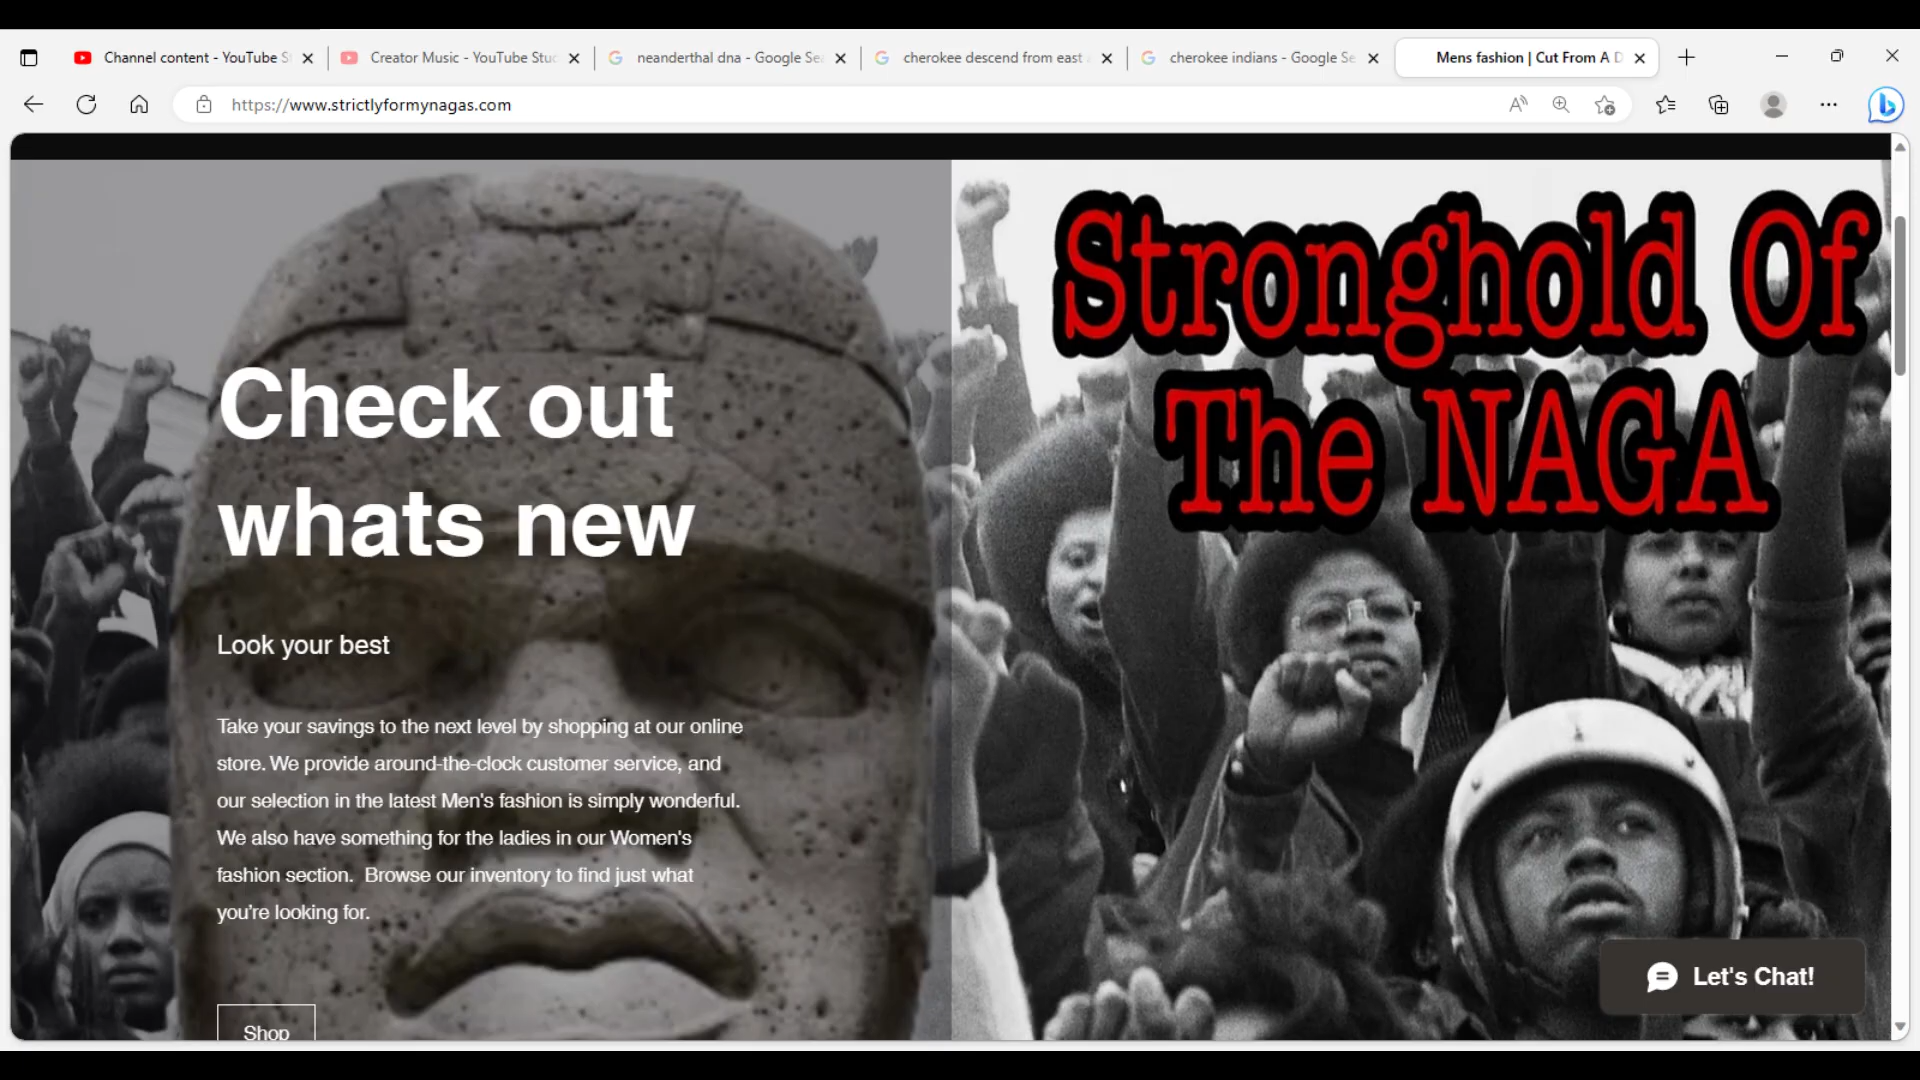 Channel content - YouTube S
Creator Music - YouTube Stud
neanderthal dna - Google Sea
cherokee descend from east a
cherokee indians - Google Se
Mens fashion | Cut From A D
https://www.strictlyformynagas.com
Stronghold Of
The NAGA
Check out
whats new
Look your best
Take your savings to the next level by shopping at our online
store. We provide around-the-clock customer service, and
our selection in the latest Men's fashion is simply wonderful.
We also have something for the ladies in our Women's
fashion section.  Browse our inventory to find just what
you're looking for.
Shop
Let's Chat!